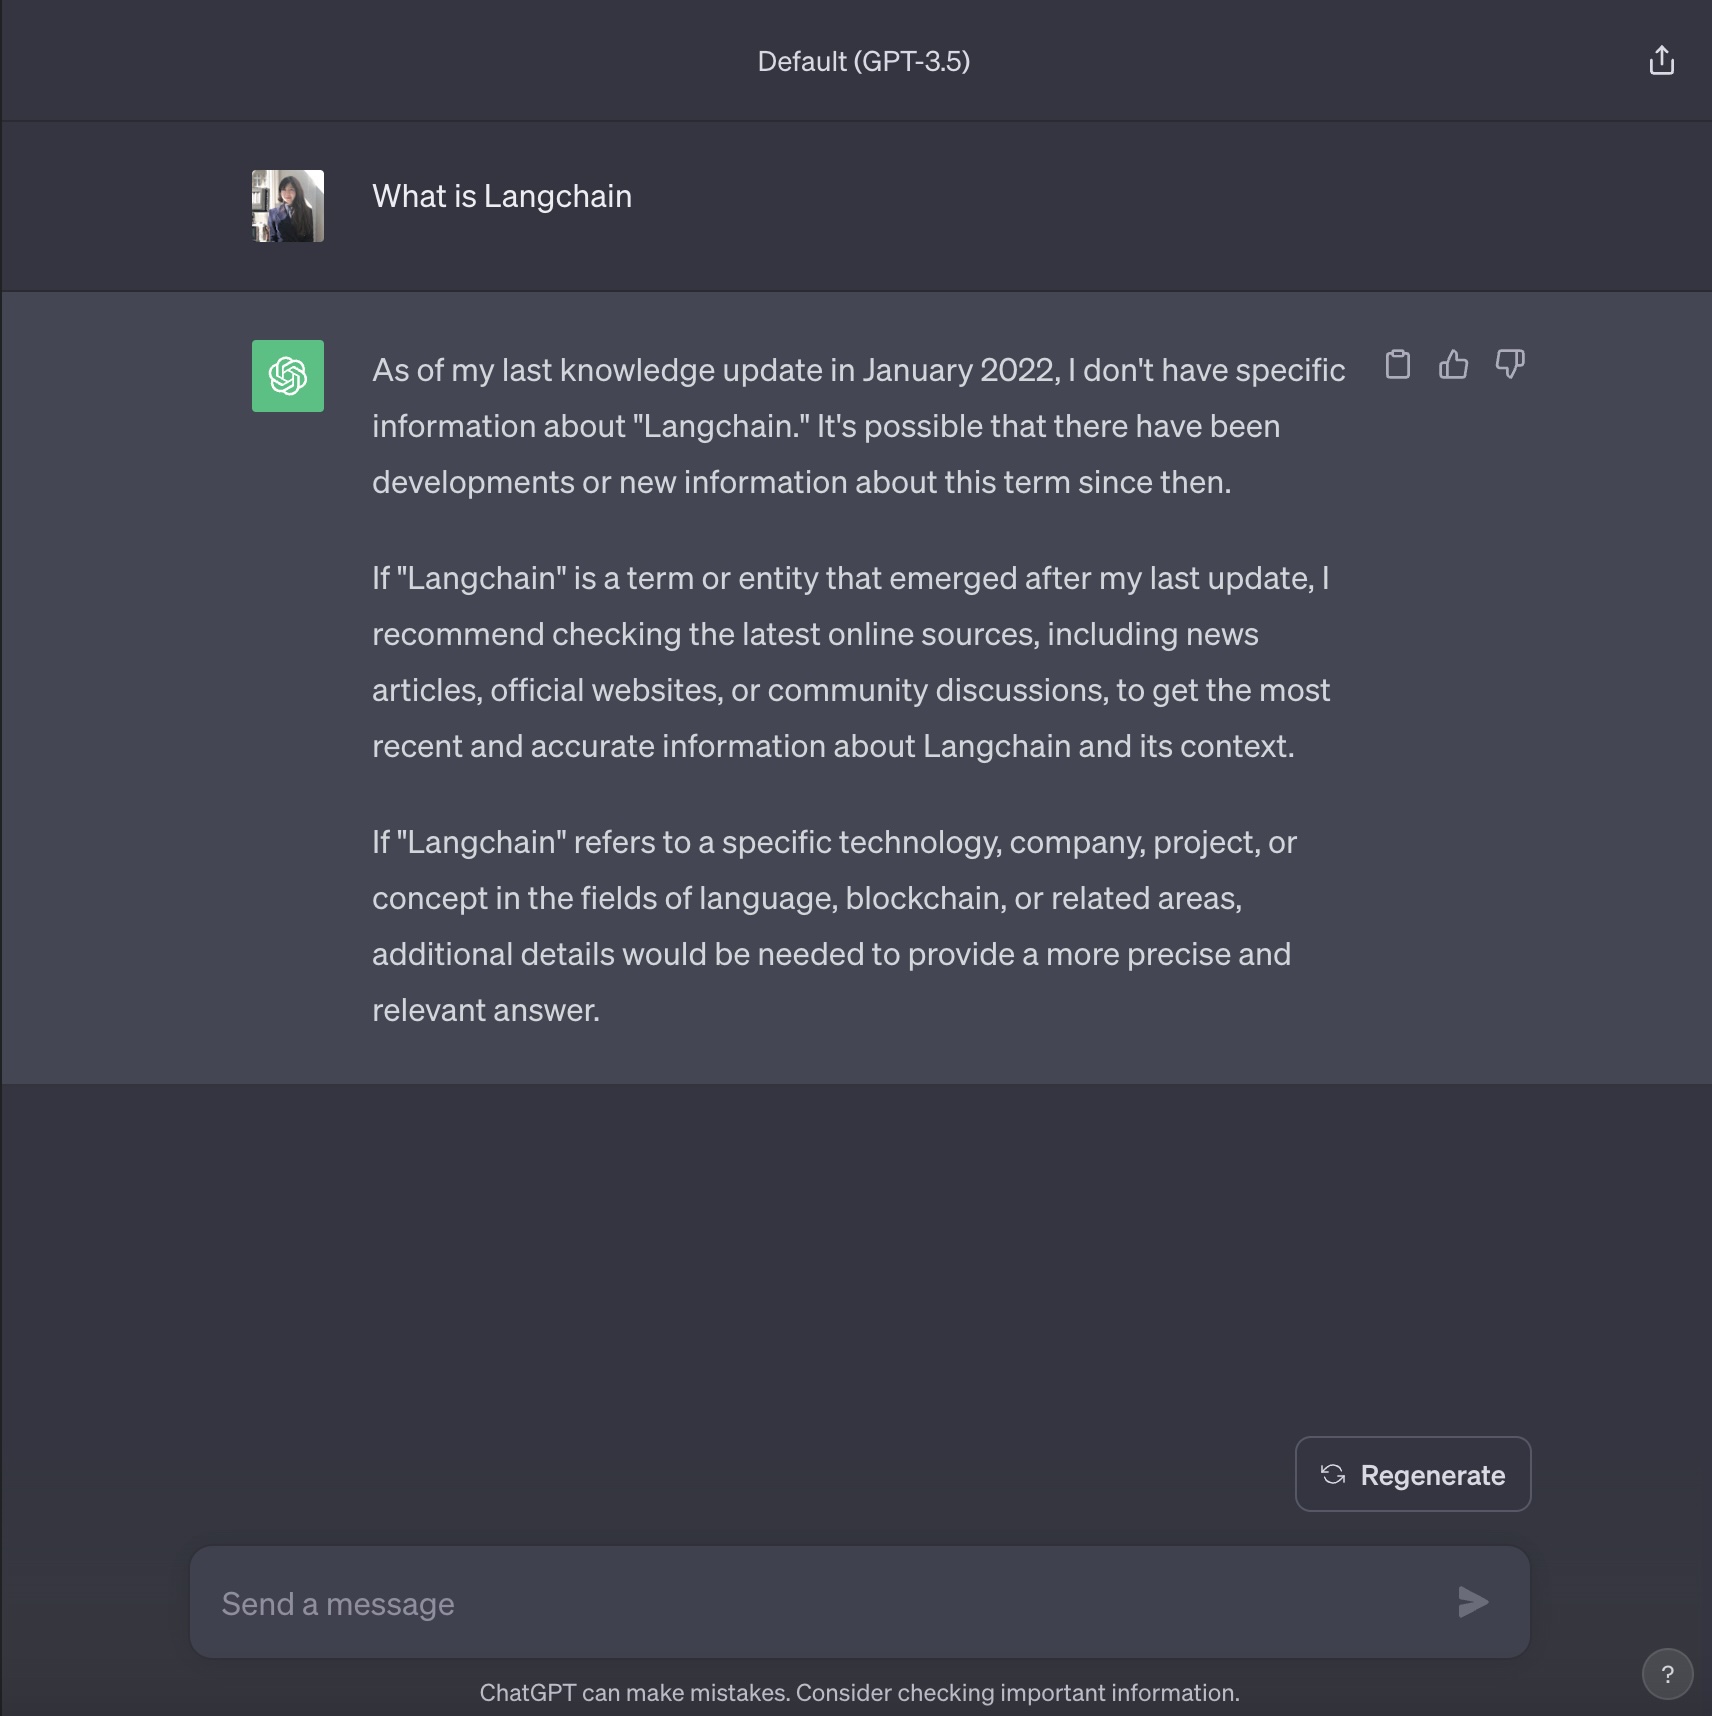 Default (GPT-3.5)
What is Langchain
As of my last knowledge update in January 2022, I don't have specific
information about "Langchain." It's possible that there have been
developments or new information about this term since then.
If "Langchain" is a term or entity that emerged after my last update, I
recommend checking the latest online sources, including news
articles, official websites, or community discussions, to get the most
recent and accurate information about Langchain and its context.
If "Langchain" refers to a specific technology, company, project, or
concept in the fields of language, blockchain, or related areas,
additional details would be needed to provide a more precise and
relevant answer.
Regenerate
Send a message
ChatGPT can make mistakes. Consider checking important information.
?